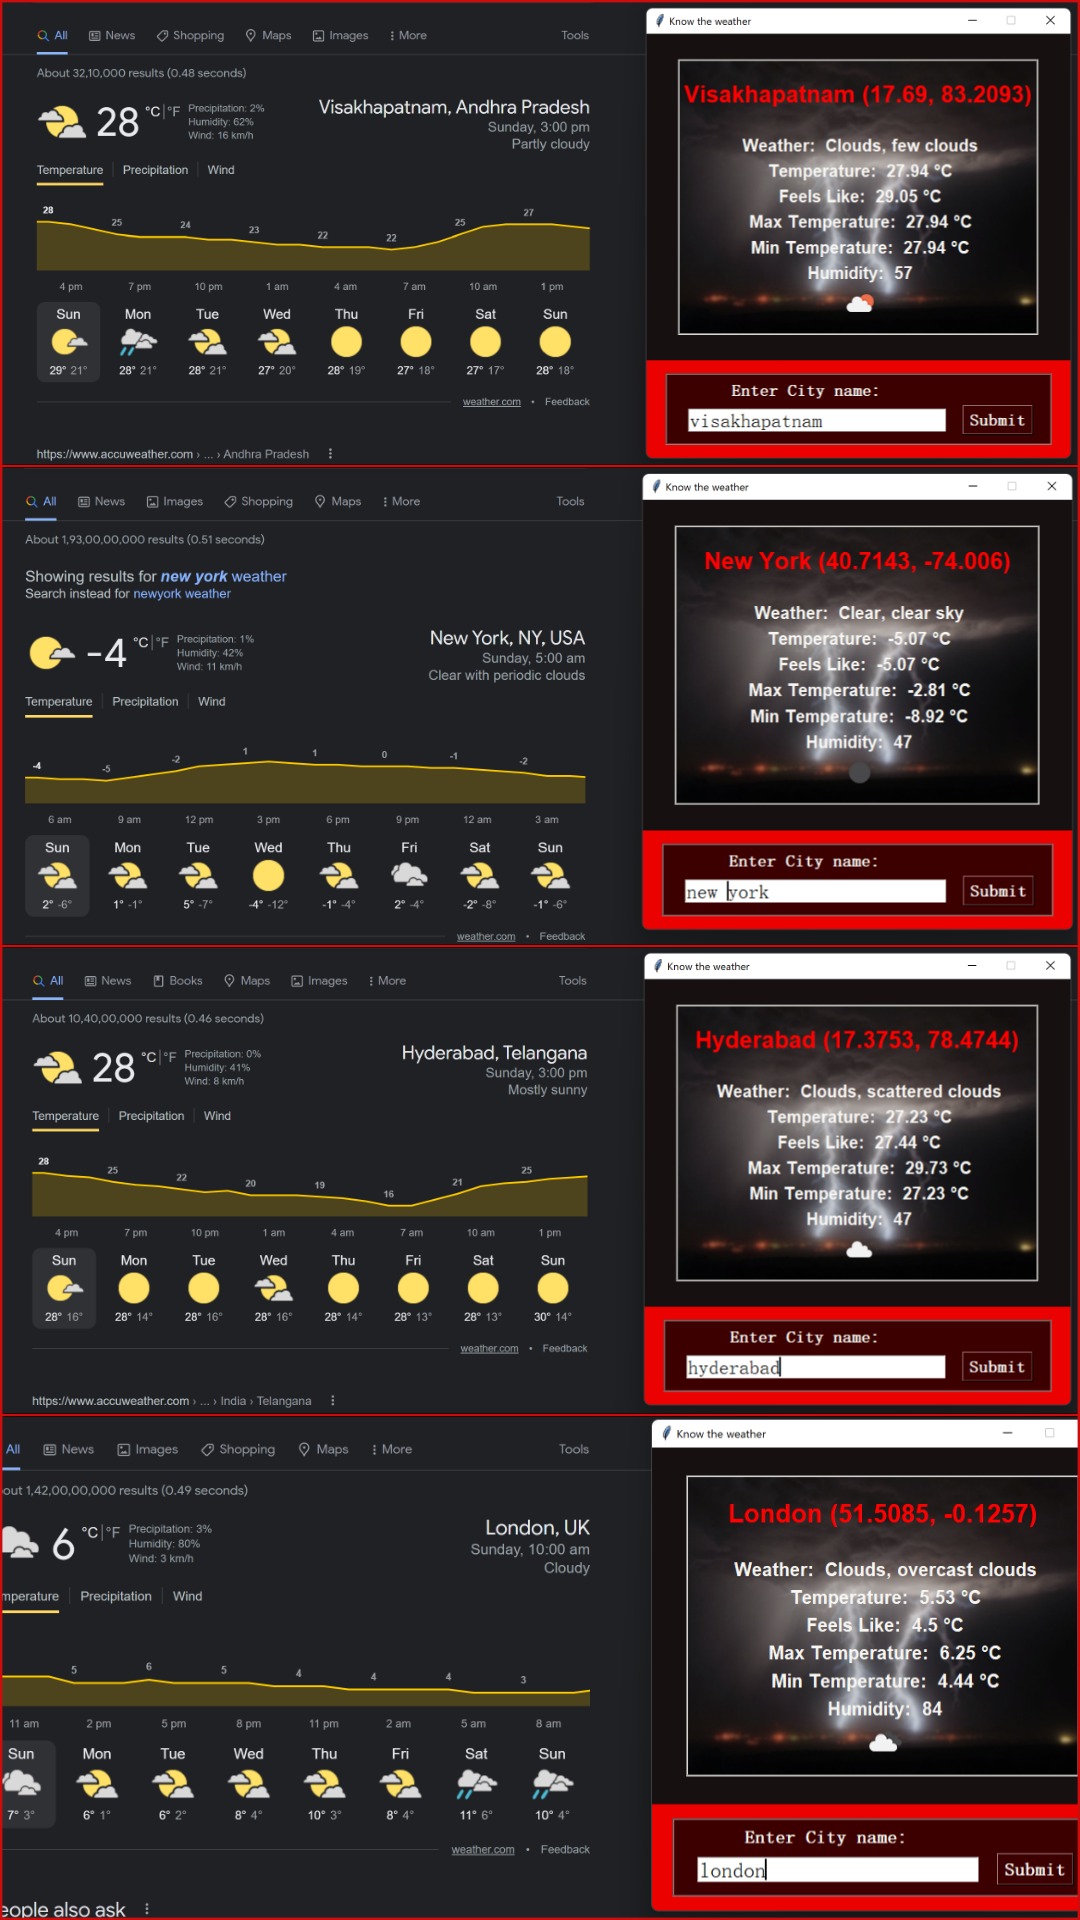 All News Shopping Maps Images More Tools
About 32,10,000 results (0.48 seconds)
28 °C | °F
Precipitation: 2%
Humidity: 62%
Wind: 16 km/h
Visakhapatnam, Andhra Pradesh
Sunday, 3:00 pm
Partly cloudy
Temperature Precipitation Wind
28 25 24 23 22 22 25 27
4 pm 7 pm 10 pm 1 am 4 am 7 am 10 am 1 pm
Sun Mon Tue Wed Thu Fri Sat Sun
29° 21° 28° 21° 28° 21° 27° 20° 28° 19° 27° 18° 27° 17° 28° 18°
weather.com • Feedback
https://www.accuweather.com › ... › Andhra Pradesh
Know the weather
Visakhapatnam (17.69, 83.2093)
Weather: Clouds, few clouds
Temperature: 27.94 °C
Feels Like: 29.05 °C
Max Temperature: 27.94 °C
Min Temperature: 27.94 °C
Humidity: 57
Enter City name:
visakhapatnam Submit
All News Images Shopping Maps More Tools
About 1,93,00,00,000 results (0.51 seconds)
Showing results for new york weather
Search instead for newyork weather
-4 °C | °F
Precipitation: 1%
Humidity: 42%
Wind: 11 km/h
New York, NY, USA
Sunday, 5:00 am
Clear with periodic clouds
Temperature Precipitation Wind
-4 -5 -2 1 1 0 -1 -2
6 am 9 am 12 pm 3 pm 6 pm 9 pm 12 am 3 am
Sun Mon Tue Wed Thu Fri Sat Sun
2° -6° 1° -1° 5° -7° -4° -12° -1° -4° 2° -4° -2° -8° -1° -6°
weather.com • Feedback
Know the weather
New York (40.7143, -74.006)
Weather: Clear, clear sky
Temperature: -5.07 °C
Feels Like: -5.07 °C
Max Temperature: -2.81 °C
Min Temperature: -8.92 °C
Humidity: 47
Enter City name:
new york Submit
All News Books Maps Images More Tools
About 10,40,00,000 results (0.46 seconds)
28 °C | °F
Precipitation: 0%
Humidity: 41%
Wind: 8 km/h
Hyderabad, Telangana
Sunday, 3:00 pm
Mostly sunny
Temperature Precipitation Wind
28 25 22 20 19 16 21 25
4 pm 7 pm 10 pm 1 am 4 am 7 am 10 am 1 pm
Sun Mon Tue Wed Thu Fri Sat Sun
28° 16° 28° 14° 28° 16° 28° 16° 28° 14° 28° 13° 28° 13° 30° 14°
weather.com • Feedback
https://www.accuweather.com › ... › India › Telangana
Know the weather
Hyderabad (17.3753, 78.4744)
Weather: Clouds, scattered clouds
Temperature: 27.23 °C
Feels Like: 27.44 °C
Max Temperature: 29.73 °C
Min Temperature: 27.23 °C
Humidity: 47
Enter City name:
hyderabad Submit
All News Images Shopping Maps More Tools
out 1,42,00,00,000 results (0.49 seconds)
6 °C | °F
Precipitation: 3%
Humidity: 80%
Wind: 3 km/h
London, UK
Sunday, 10:00 am
Cloudy
mperature Precipitation Wind
5 6 5 4 4 4 3
11 am 2 pm 5 pm 8 pm 11 pm 2 am 5 am 8 am
Sun Mon Tue Wed Thu Fri Sat Sun
7° 3° 6° 1° 6° 2° 8° 4° 10° 3° 8° 4° 11° 6° 10° 4°
weather.com • Feedback
eople also ask
Know the weather
London (51.5085, -0.1257)
Weather: Clouds, overcast clouds
Temperature: 5.53 °C
Feels Like: 4.5 °C
Max Temperature: 6.25 °C
Min Temperature: 4.44 °C
Humidity: 84
Enter City name:
london Submit